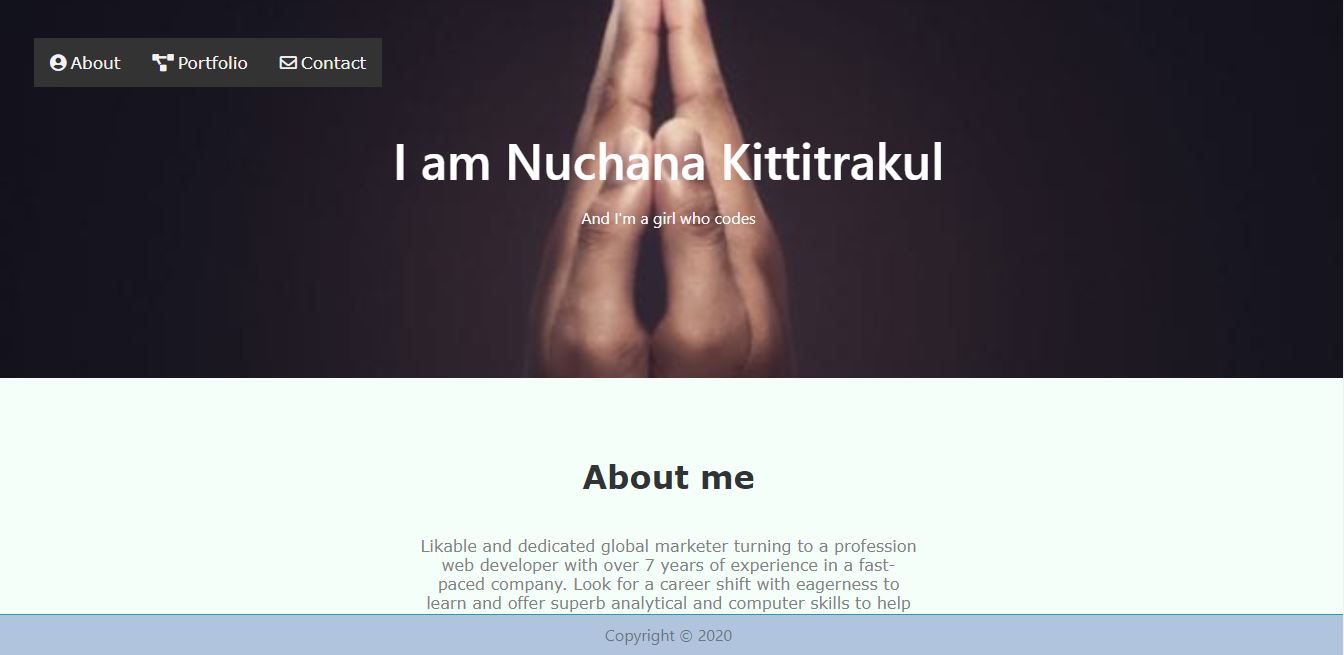 About Portfolio Contact
I am Nuchana Kittitrakul
And I'm a girl who codes
About me
Likable and dedicated global marketer turning to a profession
web developer with over 7 years of experience in a fast-
paced company. Look for a career shift with eagerness to
learn and offer superb analytical and computer skills to help
Copyright © 2020